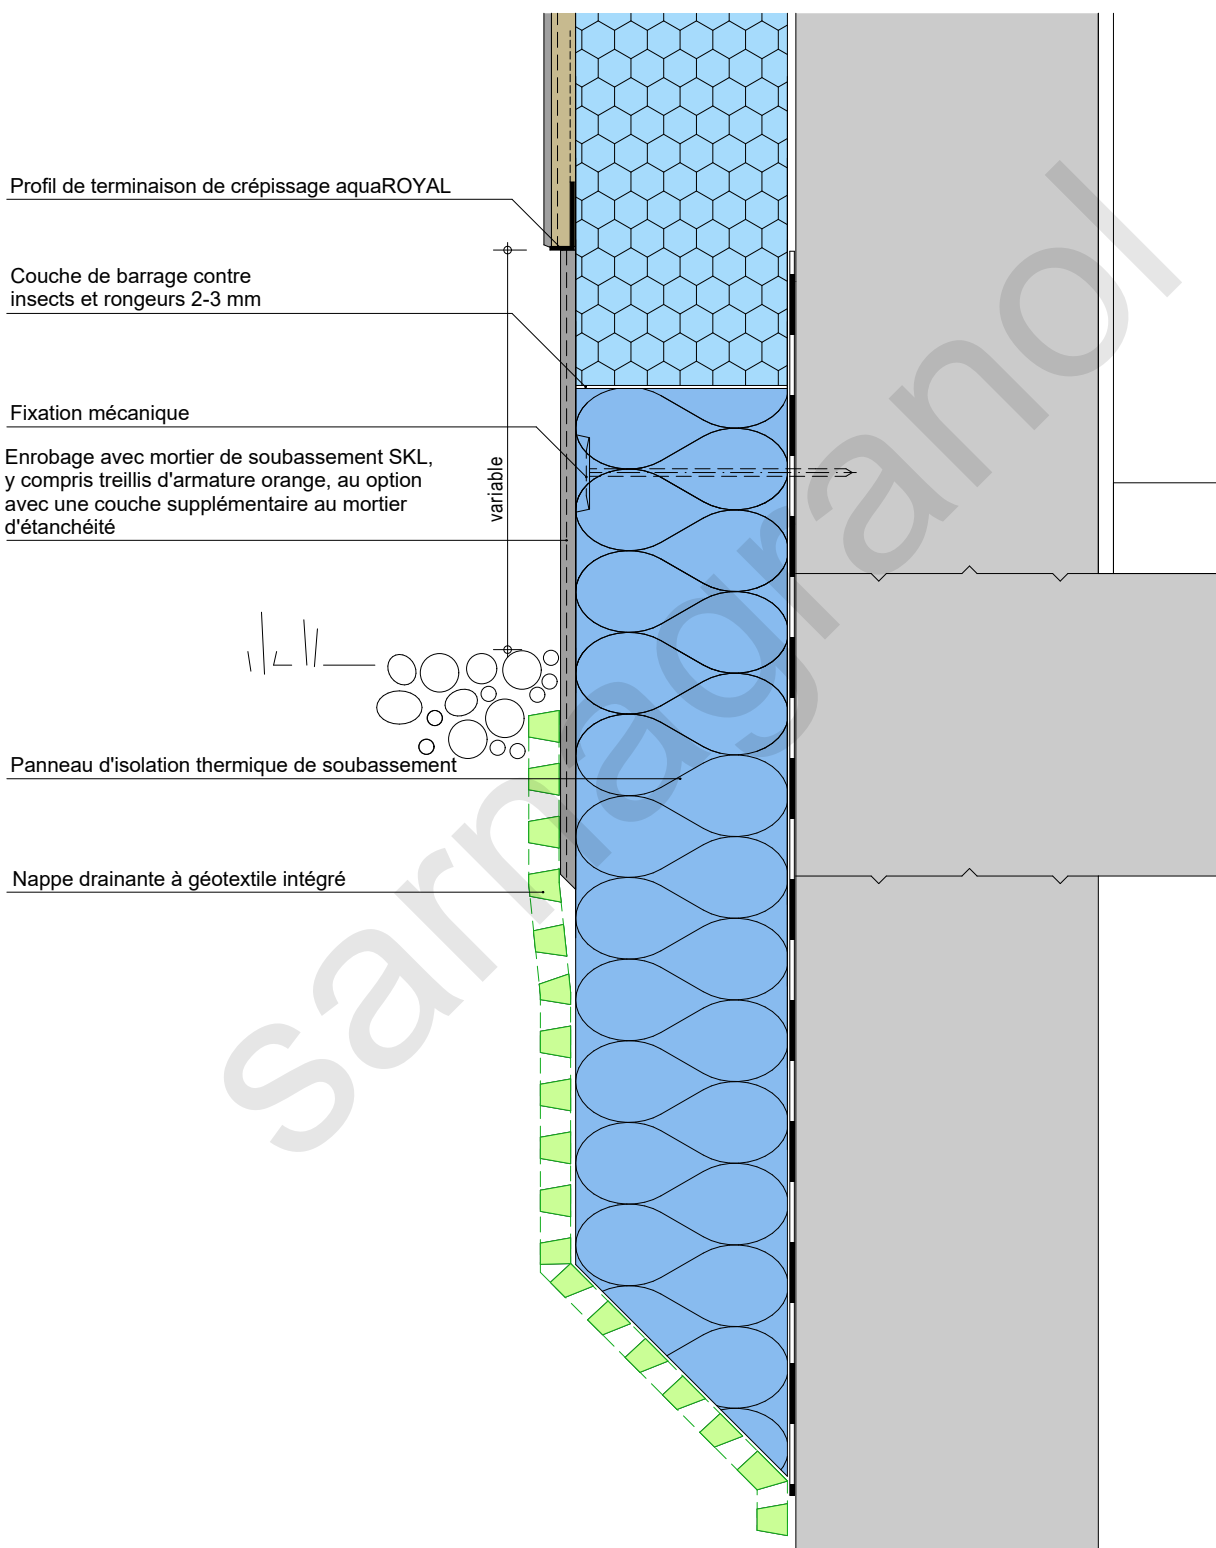 Profil de terminaison de crépissage aquaROYAL
Couche de barrage contre
insects et rongeurs 2-3 mm
Fixation mécanique
Enrobage avec mortier de soubassement SKL,
y compris treillis d'armature orange, au option
avec une couche supplémentaire au mortier
d'étanchéité
variable
Panneau d'isolation thermique de soubassement
Nappe drainante à géotextile intégré
sarnagranol